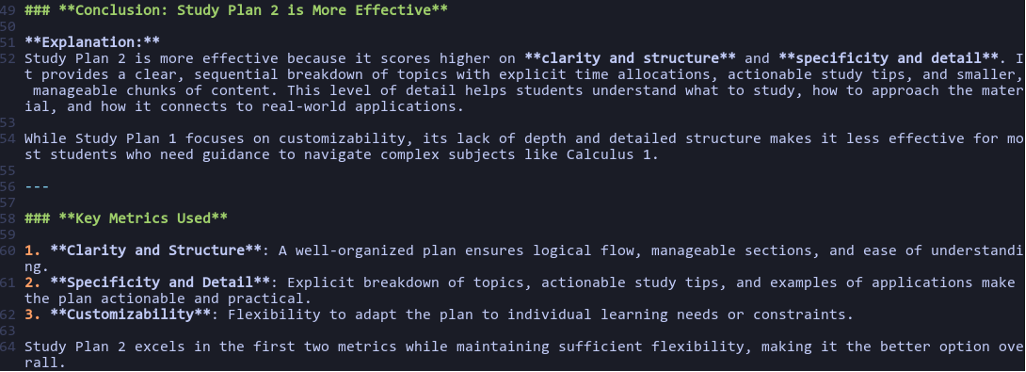 49 ### **Conclusion: Study Plan 2 is More Effective**
50
51 **Explanation:**
52 Study Plan 2 is more effective because it scores higher on **clarity and structure** and **specificity and detail**. I
t provides a clear, sequential breakdown of topics with explicit time allocations, actionable study tips, and smaller,
manageable chunks of content. This level of detail helps students understand what to study, how to approach the mater
ial, and how it connects to real-world applications.
53
54 While Study Plan 1 focuses on customizability, its lack of depth and detailed structure makes it less effective for mo
st students who need guidance to navigate complex subjects like Calculus 1.
55
56 ---
57
58 ### **Key Metrics Used**
59
60 1. **Clarity and Structure**: A well-organized plan ensures logical flow, manageable sections, and ease of understandi
ng.
61 2. **Specificity and Detail**: Explicit breakdown of topics, actionable study tips, and examples of applications make
the plan actionable and practical.
62 3. **Customizability**: Flexibility to adapt the plan to individual learning needs or constraints.
63
64 Study Plan 2 excels in the first two metrics while maintaining sufficient flexibility, making it the better option ove
rall.